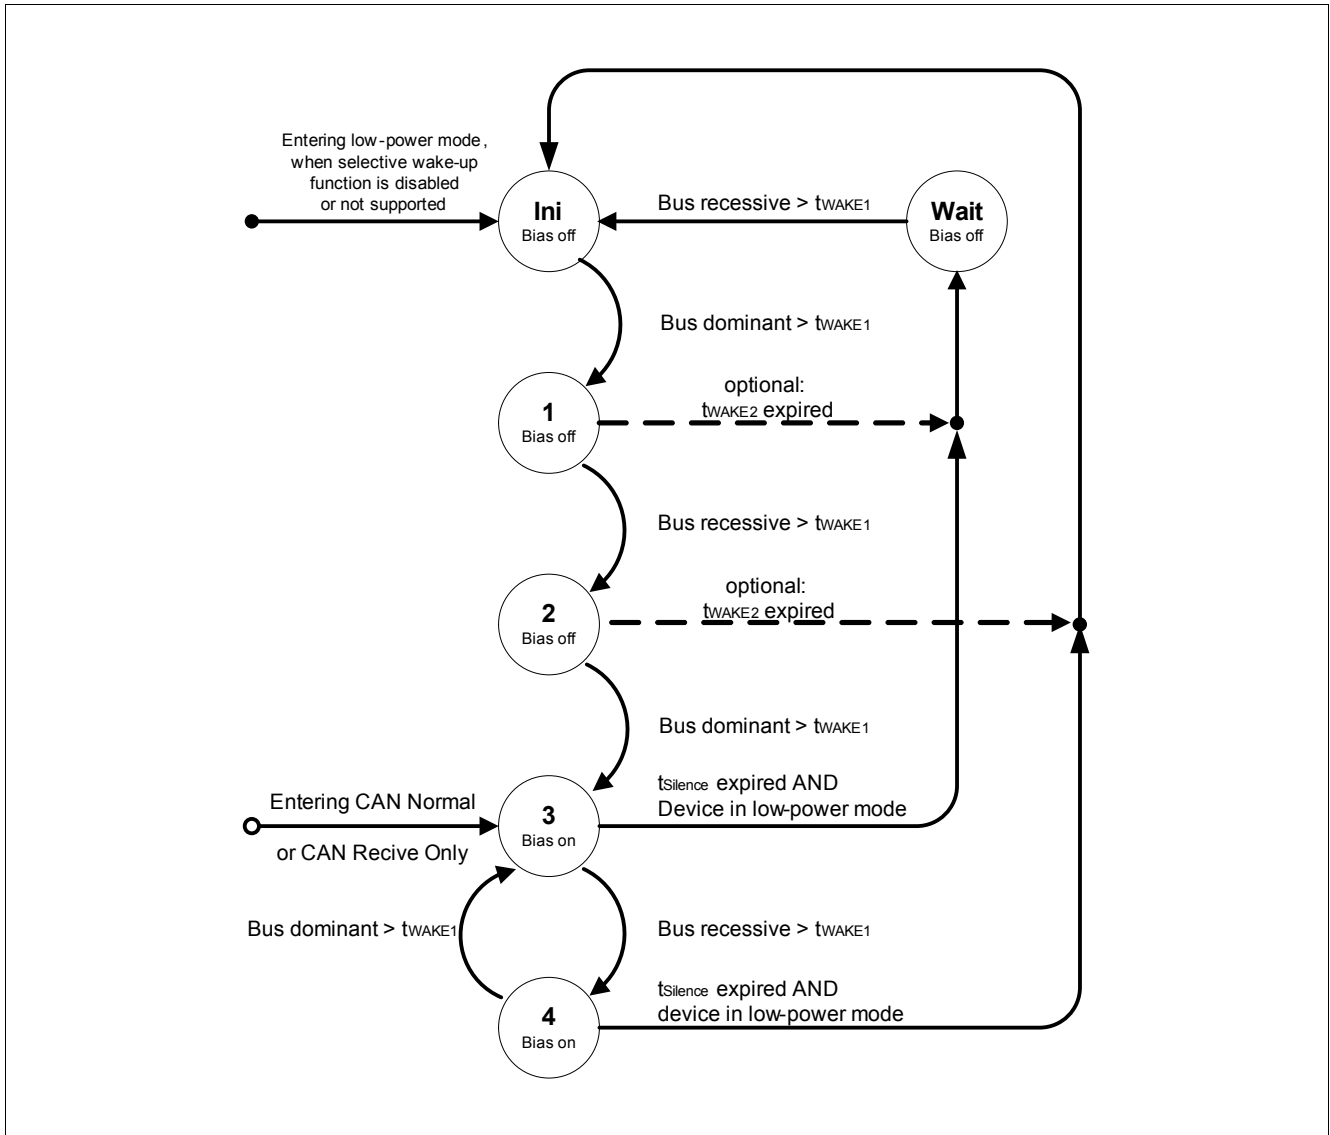 Entering low-power mode,
when selective wake-up
function is disabled
or not supported
Ini
Bias off
Bus recessive > tWAKE1
Wait
Bias off
Bus dominant > tWAKE1
1
Bias off
optional:
tWAKE2 expired
Bus recessive > tWAKE1
2
Bias off
optional:
tWAKE2 expired
Bus dominant > tWAKE1
Entering CAN Normal
or CAN Recive Only
3
Bias on
tSilence expired AND
Device in low-power mode
Bus dominant > tWAKE1
Bus recessive > tWAKE1
4
Bias on
tSilence expired AND
device in low-power mode